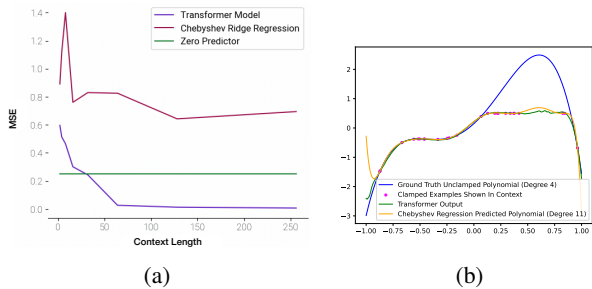 Transformer Model
Chebyshev Ridge Regression
Zero Predictor
MSE
1.4
1.2
1.0
0.8
0.6
0.4
0.2
0.0
0
50
100
150
200
250
Context Length
(a)
2
1
0
−1
−2
−3
Ground Truth Unclamped Polynomial (Degree 4)
Clamped Examples Shown In Context
Transformer Output
Chebyshev Regression Predicted Polynomial (Degree 11)
−1.00 −0.75 −0.50 −0.25 0.00 0.25 0.50 0.75 1.00
(b)